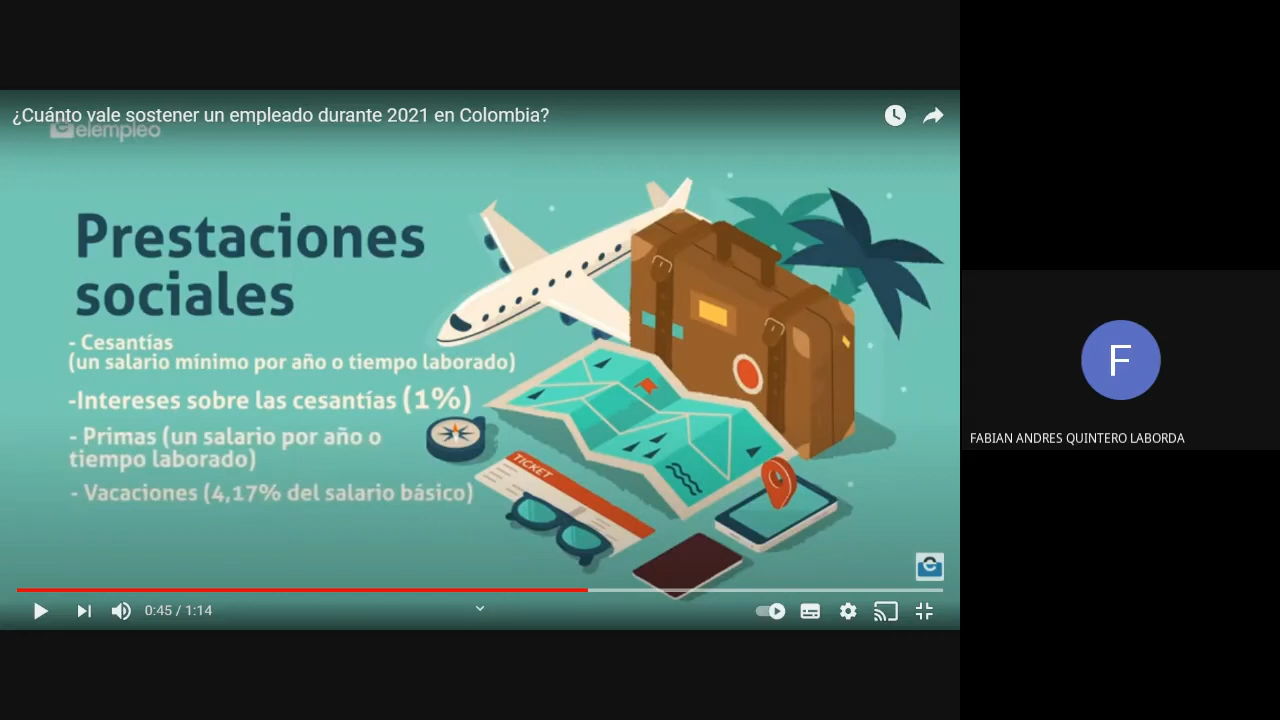 ¿Cuánto vale sostener un empleado durante 2021 en Colombia?
elempleo
Prestaciones
sociales
- Cesantías
(un salario mínimo por año o tiempo laborado)
-Intereses sobre las cesantías (1%)
- Primas (un salario por año o
tiempo laborado)
- Vacaciones (4,17% del salario básico)
TICKET
0:45 / 1:14
F
FABIAN ANDRES QUINTERO LABORDA